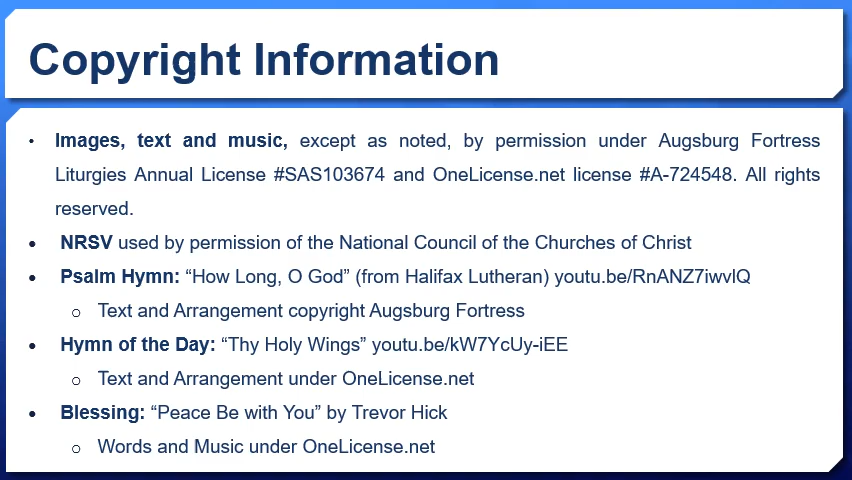 Copyright Information
• Images, text and music, except as noted, by permission under Augsburg Fortress
Liturgies Annual License #SAS103674 and OneLicense.net license #A-724548. All rights
reserved.
• NRSV used by permission of the National Council of the Churches of Christ
• Psalm Hymn: “How Long, O God” (from Halifax Lutheran) youtu.be/RnANZ7iwvlQ
o Text and Arrangement copyright Augsburg Fortress
• Hymn of the Day: “Thy Holy Wings” youtu.be/kW7YcUy-iEE
o Text and Arrangement under OneLicense.net
• Blessing: “Peace Be with You” by Trevor Hick
o Words and Music under OneLicense.net